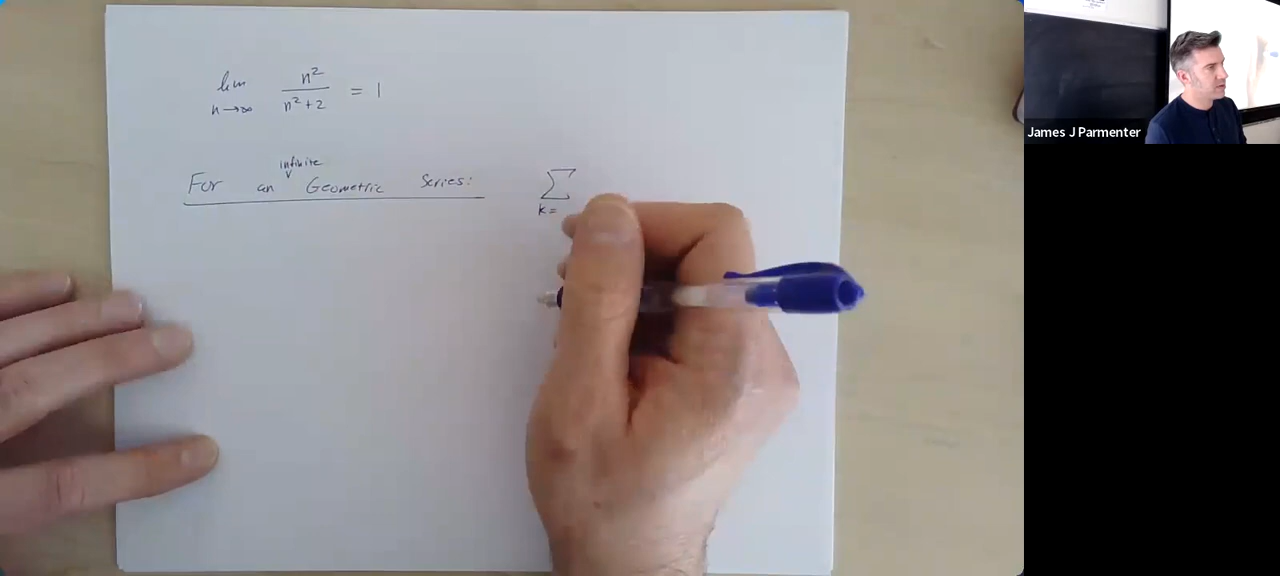 lim n→∞ n²/(n²+2) = 1
For an infinite Geometric Series: Σ k=
James J Parmenter